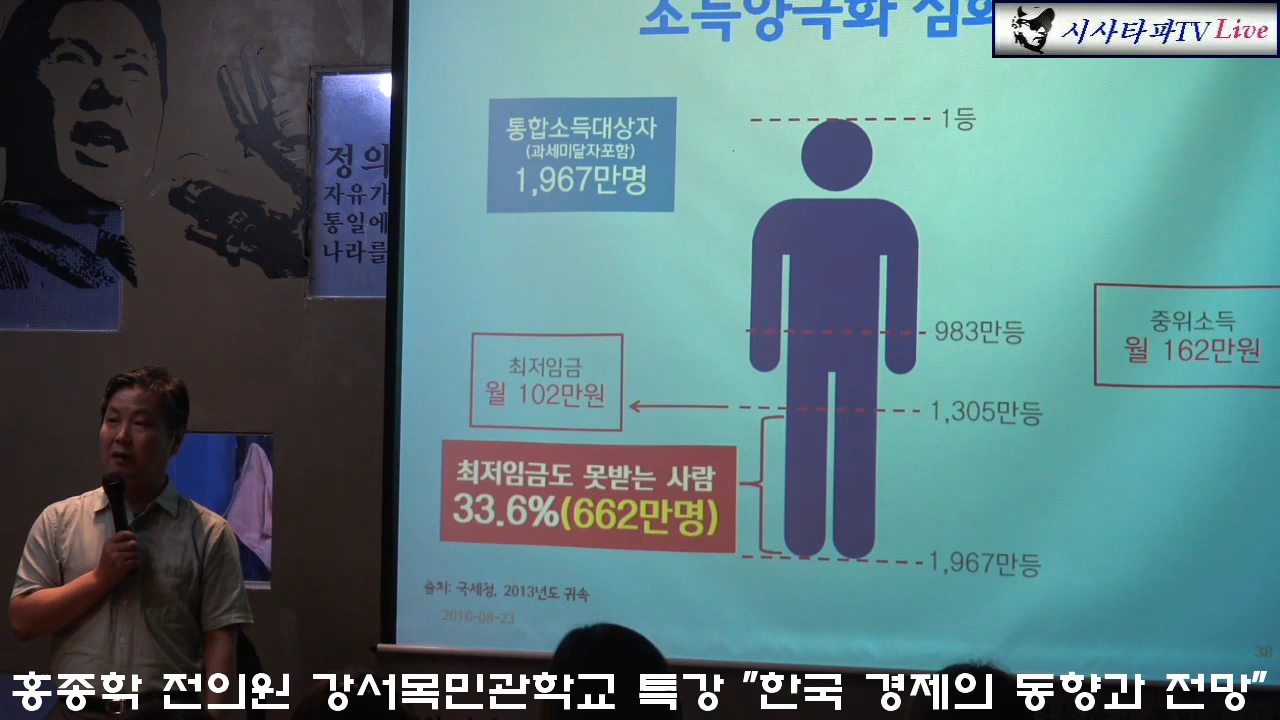 소득양극화 심화
시사타파TV Live
정의
자유가
통일에
나라를
통합소득대상자
(과세미달자포함)
1,967만명
1등
983만등
중위소득
월 162만원
최저임금
월 102만원
1,305만등
최저임금도 못받는 사람
33.6%(662만명)
1,967만등
출처: 국세청, 2013년도 귀속
2016-08-23
38
홍종학 전의원 강서목민관학교 특강 "한국 경제의 동향과 전망"